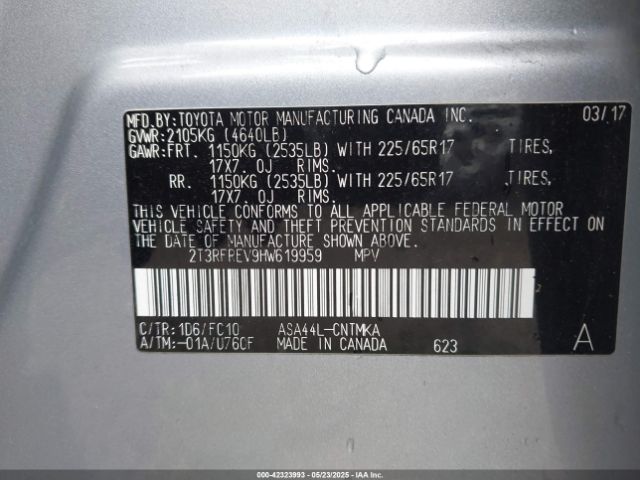 MFD.BY:TOYOTA MOTOR MANUFACTURING CANADA INC. 03/17
GVWR:2105KG (4640LB)
GAWR:FRT. 1150KG (2535LB) WITH 225/65R17 TIRES,
17X7. 0J RIMS.
RR. 1150KG (2535LB) WITH 225/65R17 TIRES,
17X7. 0J RIMS.
THIS VEHICLE CONFORMS TO ALL APPLICABLE FEDERAL MOTOR
VEHICLE SAFETY AND THEFT PREVENTION STANDARDS IN EFFECT
ON THE DATE OF MANUFACTURE SHOWN ABOVE.
2T3RFREV9HW619959 MPV
C/TR:1D6/FC10 ASA44L-CNTMKA
A/TM:-01A/U760F MADE IN CANADA 623 A
000-42323993 - 05/23/2025 - IAA